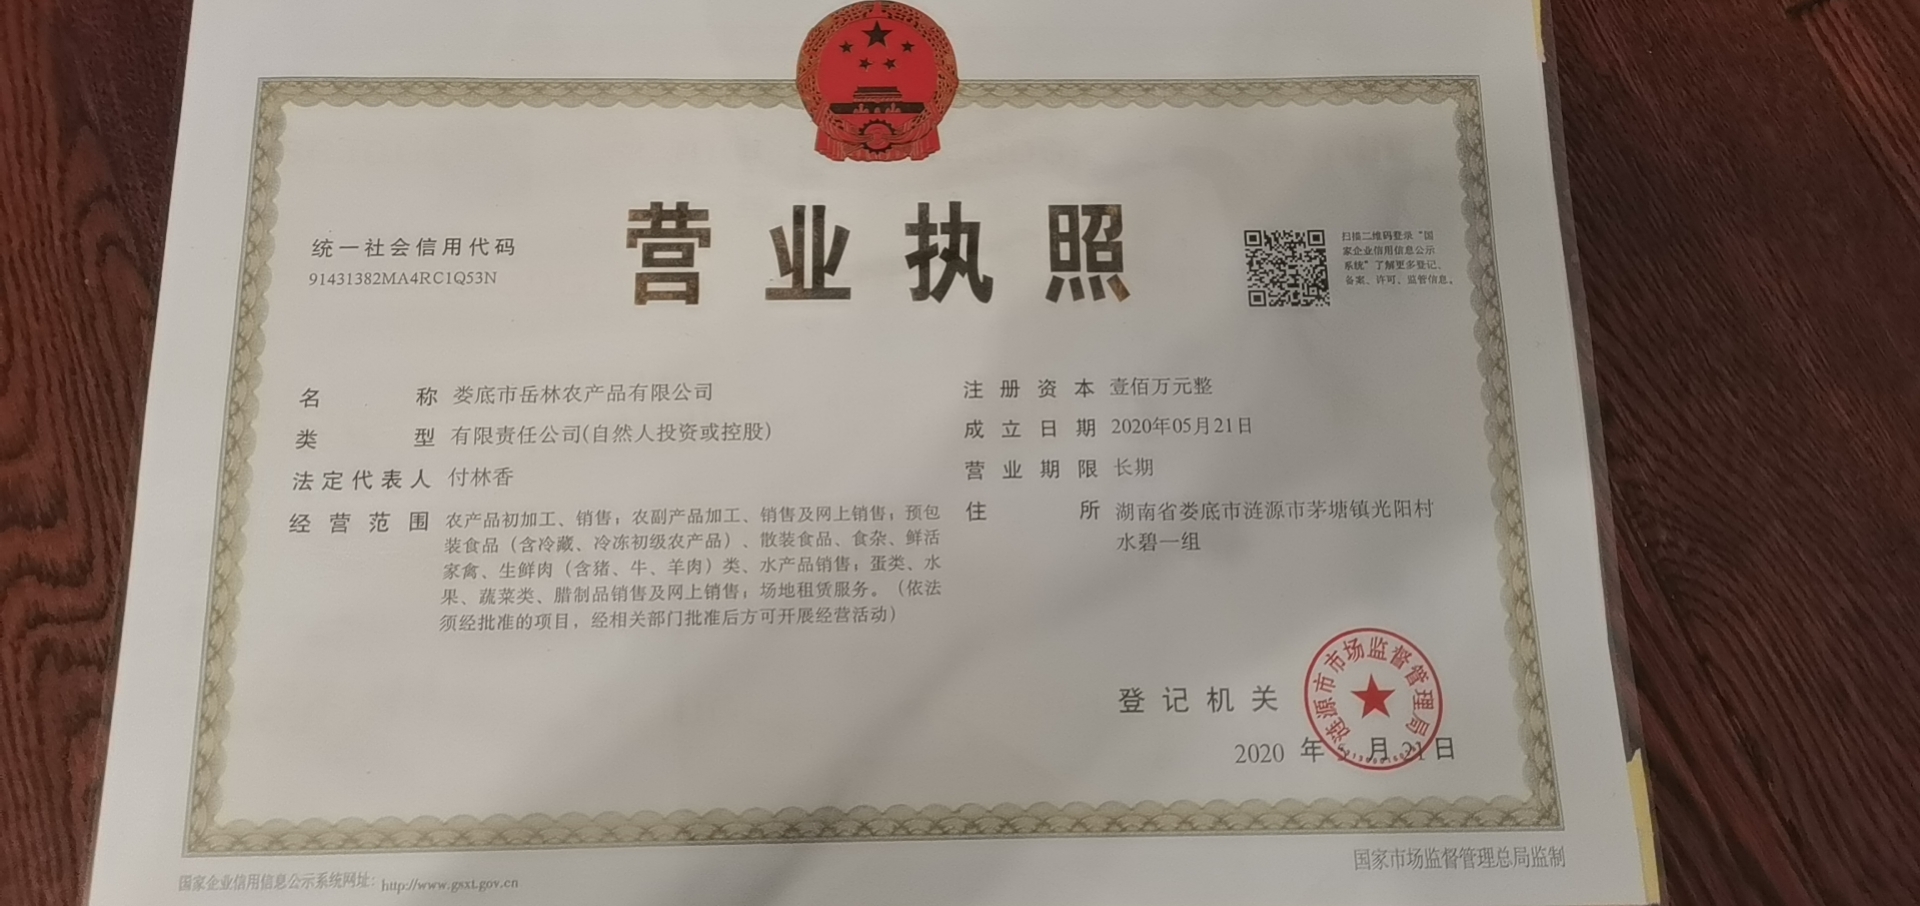 营业执照
统一社会信用代码
91431382MA4RC1Q53N
扫描二维码登录“国
家企业信用信息公示
系统”了解更多登记、
备案、许可、监管信息。
名称 娄底市岳林农产品有限公司
类型 有限责任公司(自然人投资或控股)
法定代表人 付林香
经营范围 农产品初加工、销售；农副产品加工、销售及网上销售；预包
装食品（含冷藏、冷冻初级农产品）、散装食品、食杂、鲜活
家禽、生鲜肉（含猪、牛、羊肉）类、水产品销售；蛋类、水
果、蔬菜类、腊制品销售及网上销售；场地租赁服务。（依法
须经批准的项目，经相关部门批准后方可开展经营活动）
注册资本 壹佰万元整
成立日期 2020年05月21日
营业期限 长期
住所 湖南省娄底市涟源市茅塘镇光阳村
水碧一组
登记机关
涟源市市场监督管理局
2020 年 月 21 日
国家企业信用信息公示系统网址：http://www.gsxt.gov.cn
国家市场监督管理总局监制